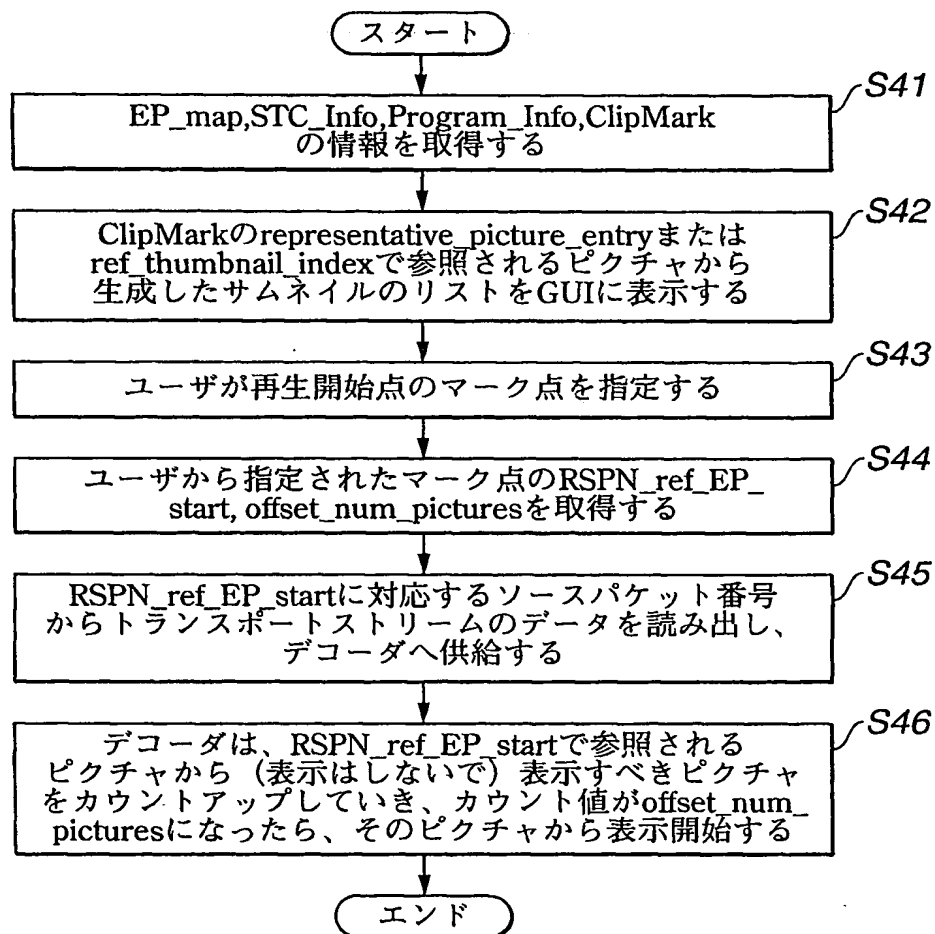 スタート
S41
EP_map,STC_Info,Program_Info,ClipMark
の情報を取得する
S42
ClipMarkのrepresentative_picture_entryまたは
ref_thumbnail_indexで参照されるピクチャから
生成したサムネイルのリストをGUIに表示する
S43
ユーザが再生開始点のマーク点を指定する
S44
ユーザから指定されたマーク点のRSPN_ref_EP_
start, offset_num_picturesを取得する
S45
RSPN_ref_EP_startに対応するソースパケット番号
からトランスポートストリームのデータを読み出し、
デコーダへ供給する
S46
デコーダは、RSPN_ref_EP_startで参照される
ピクチャから（表示はしないで）表示すべきピクチャ
をカウントアップしていき、カウント値がoffset_num_
picturesになったら、そのピクチャから表示開始する
エンド